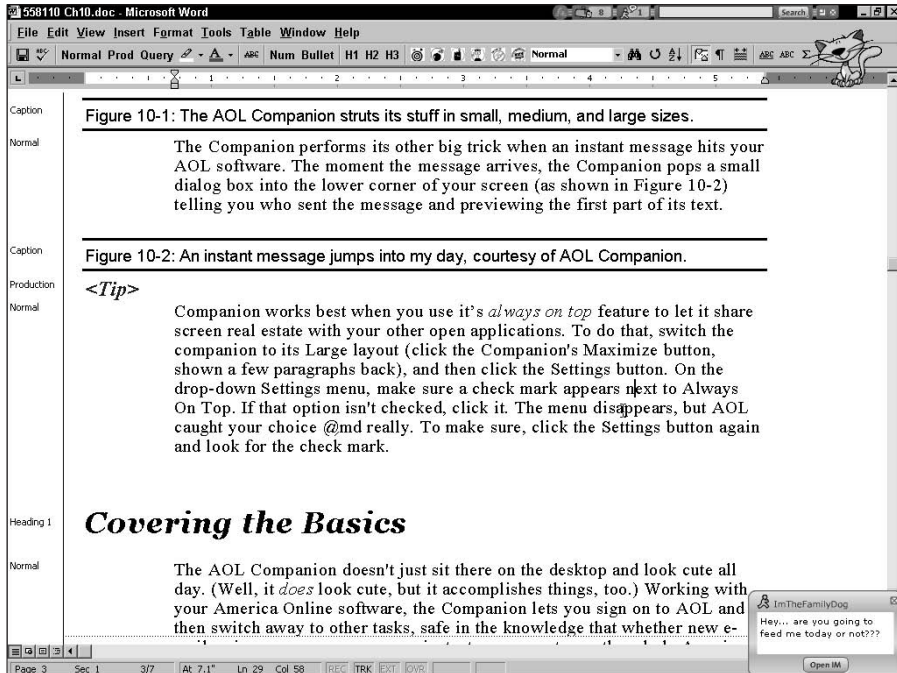 558110 Ch10.doc - Microsoft Word
8
1
Search
File Edit View Insert Format Tools Table Window Help
Normal Prod Query A ABC Num Bullet H1 H2 H3 Normal ABC ABC
1 2 3 4 5
Caption
Figure 10-1: The AOL Companion struts its stuff in small, medium, and large sizes.
Normal
The Companion performs its other big trick when an instant message hits your
AOL software. The moment the message arrives, the Companion pops a small
dialog box into the lower corner of your screen (as shown in Figure 10-2)
telling you who sent the message and previewing the first part of its text.
Caption
Figure 10-2: An instant message jumps into my day, courtesy of AOL Companion.
Production
<Tip>
Normal
Companion works best when you use it's always on top feature to let it share
screen real estate with your other open applications. To do that, switch the
companion to its Large layout (click the Companion's Maximize button,
shown a few paragraphs back), and then click the Settings button. On the
drop-down Settings menu, make sure a check mark appears next to Always
On Top. If that option isn't checked, click it. The menu disappears, but AOL
caught your choice @md really. To make sure, click the Settings button again
and look for the check mark.
Heading 1
Covering the Basics
Normal
The AOL Companion doesn't just sit there on the desktop and look cute all
day. (Well, it does look cute, but it accomplishes things, too.) Working with
your America Online software, the Companion lets you sign on to AOL and
then switch away to other tasks, safe in the knowledge that whether new e-
ImTheFamilyDog
Hey... are you going to
feed me today or not???
Open IM
Page 3 Sec 1 3/7 At 7.1" Ln 29 Col 58 REC TRK EXT OVR